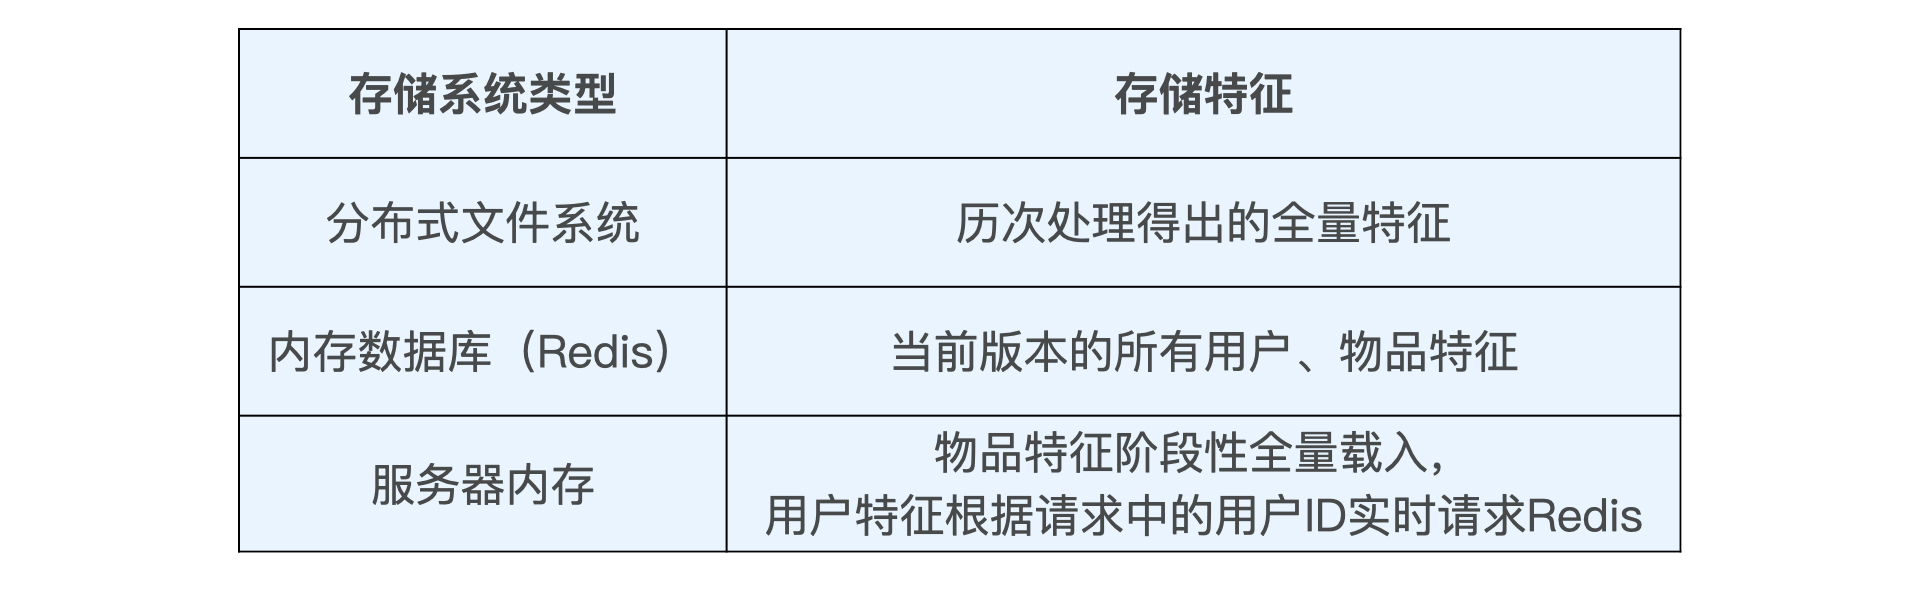 存储系统类型
存储特征
分布式文件系统
历次处理得出的全量特征
内存数据库（Redis）
当前版本的所有用户、物品特征
服务器内存
物品特征阶段性全量载入，
用户特征根据请求中的用户ID实时请求Redis